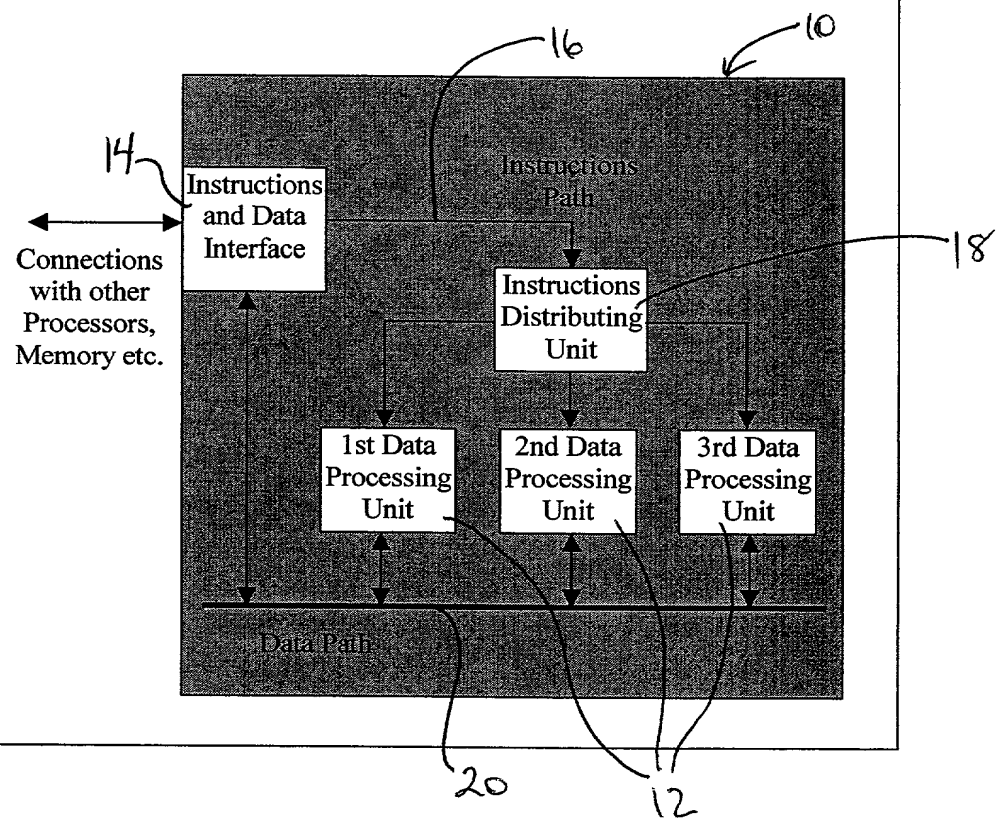 16
10
14
Instructions
and Data
Interface
Instructions
Path
18
Connections
with other
Processors,
Memory etc.
Instructions
Distributing
Unit
1st Data
Processing
Unit
2nd Data
Processing
Unit
3rd Data
Processing
Unit
Data Path
20
12